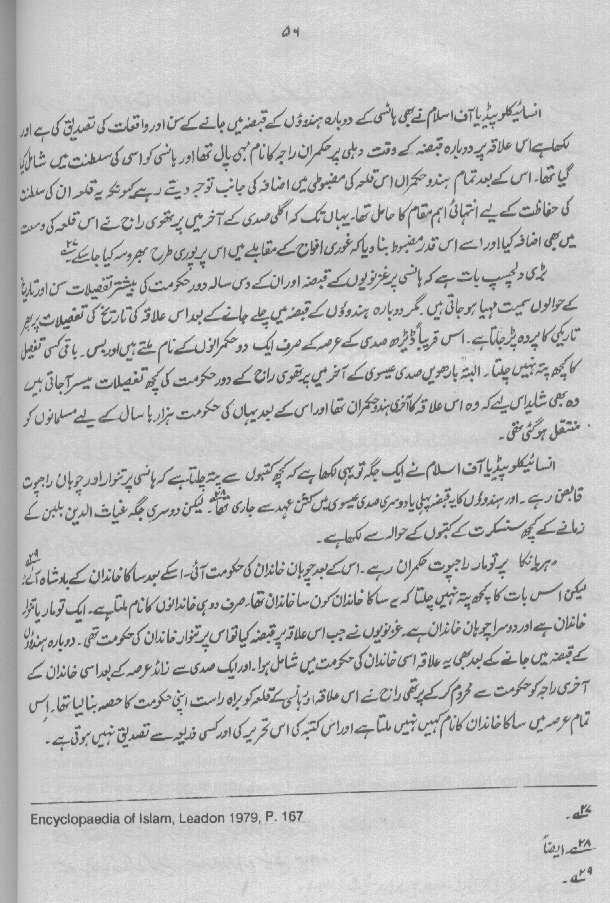 ۵۶
انسائیکلوپیڈیا آف اسلام نے بھی ہانسی کے دوبارہ ہندوؤں کے قبضہ میں جانے کے سن اور واقعات کی تصدیق کی ہے اور
لکھا ہے اس علاقہ پر دوبارہ قبضہ کے وقت دہلی پر حکمران راجہ کا نام مہی پال تھا اور ہانسی کو اسی کی سلطنت میں شامل کیا
گیا تھا۔ اس کے بعد تمام ہندو حکمراں اس قلعہ کی مضبوطی میں اضافہ کی جانب توجہ دیتے رہے کیونکہ یہ قلعہ ان کی سلطنت
کی حفاظت کے لیے انتہائی اہم مقام کا حامل تھا۔ یہاں تک کہ اگلی صدی کے آخر میں پرتھوی راج نے اس قلعہ کی وسعت
میں بھی اضافہ کیا اور اسے اس قدر مضبوط بنا دیا کہ غوری افواج کے مقابلے میں اس پر پوری طرح بھروسہ کیا جا سکے ۲۷؎
بڑی دلچسپ بات ہے کہ ہانسی پر غزنویوں کے قبضہ اور ان کے دس سالہ دور حکومت کی بیشتر تفصیلات سن اور تاریخ
کے حوالوں سمیت مہیا ہو جاتی ہیں۔ مگر دوبارہ ہندوؤں کے قبضہ میں چلے جانے کے بعد اس علاقہ کی تاریخ کی تفصیلات پر پھر
تاریکی کا پردہ پڑ جاتا ہے۔ اس قریباً ڈیڑھ صدی کے عرصہ کے صرف ایک دو حکمرانوں کے نام ملتے ہیں اور بس۔ باقی کسی تفصیل
کا کچھ پتہ نہیں چلتا۔ البتہ بارھویں صدی عیسوی کے آخر میں پرتھوی راج کے دور حکومت کی کچھ تفصیلات میسر آجاتی ہیں
وہ بھی شاید اس لیے کہ وہ اس علاقہ کا آخری ہندو حکمران تھا اور اس کے بعد یہاں کی حکومت ہزارہا سال کے لیے مسلمانوں کو
منتقل ہو گئی تھی۔
انسائیکلوپیڈیا آف اسلام نے ایک جگہ تو یہی لکھا ہے کہ کچھ کتبوں سے پتہ چلتا ہے کہ ہانسی پر تنوار اور چوہان راجپوت
قابض رہے۔ اور ہندوؤں کا یہ قبضہ پہلی یا دوسری صدی عیسوی میں کشن عہد سے جاری تھا ۲۸؎۔ لیکن دوسری جگہ غیاث الدین بلبن کے
زمانے کے کچھ سنسکرت کے کتبوں کے حوالہ سے لکھا ہے۔
"ہریانکا پر تومار راجپوت حکمران رہے۔ اس کے بعد چوہان خاندان کی حکومت آئی۔ اسکے بعد ساکا خاندان کے بادشاہ آئے ۲۹؎
لیکن اس بات کا کچھ پتہ نہیں چلتا کہ یہ ساکا خاندان کون سا خاندان تھا۔ صرف دو ہی خاندانوں کا نام ملتا ہے۔ ایک تومار یا تنوار
خاندان ہے اور دوسرا چوہان خاندان ہے۔ غزنویوں نے جب اس علاقہ پر قبضہ کیا تو اس پر تنوار خاندان کی حکومت تھی۔ دوبارہ ہندوؤں
کے قبضہ میں جانے کے بعد بھی یہ علاقہ اسی خاندان کی حکومت میں شامل ہوا۔ اور ایک صدی سے زائد عرصہ کے بعد اسی خاندان کے
آخری راجہ کو حکومت سے محروم کر کے پرتھی راج نے اس علاقہ اور ہانسی کے قلعہ کو براہ راست اپنی حکومت کا حصہ بنا لیا تھا۔ اس
تمام عرصہ میں ساکا خاندان کا نام کہیں نہیں ملتا ہے اور اس کتبہ کی اس تحریر کی اور کسی ذریعہ سے تصدیق نہیں ہوتی ہے۔
۲۷؎۔ Encyclopaedia of Islam, Leadon 1979, P. 167
۲۸؎۔ ایضاً
۲۹؎۔